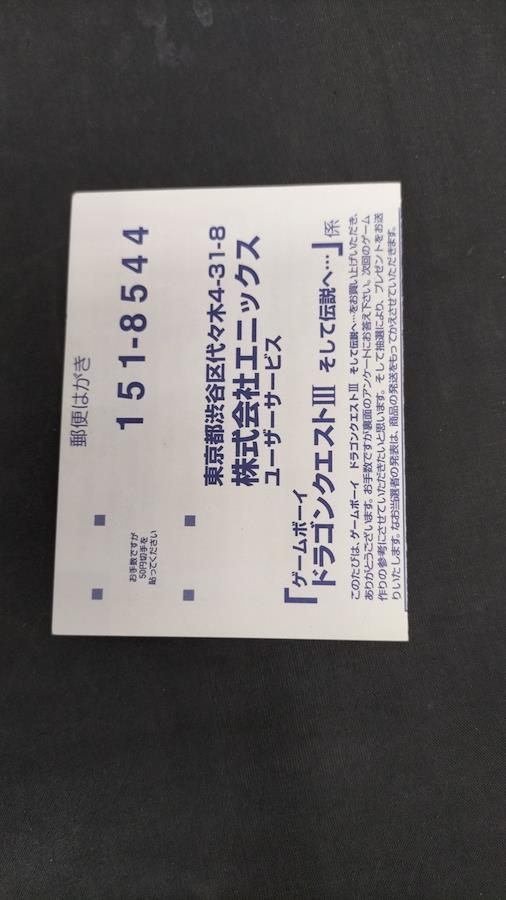 郵便はがき
151-8544
お手数ですが
50円切手を
貼ってください
東京都渋谷区代々木4-31-8
株式会社エニックス
ユーザーサービス
「ゲームボーイ
ドラゴンクエストⅢ そして伝説へ…」係
このたびは、ゲームボーイ ドラゴンクエストⅢ そして伝説へ…をお買い上げいただき、
ありがとうございます。お手数ですが裏面のアンケートにお答え下さい。次回のゲーム
作りの参考にさせていただきたいと思います。そして抽選により、プレゼントをお送
りいたします。なお当選者の発表は、商品の発送をもってかえさせていただきます。